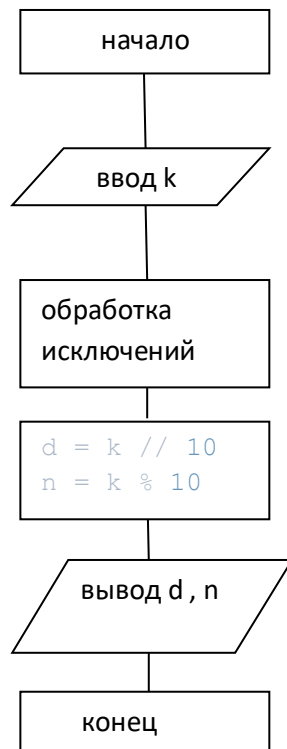 начало
ввод k
обработка
исключений
d = k // 10
n = k % 10
вывод d , n
конец